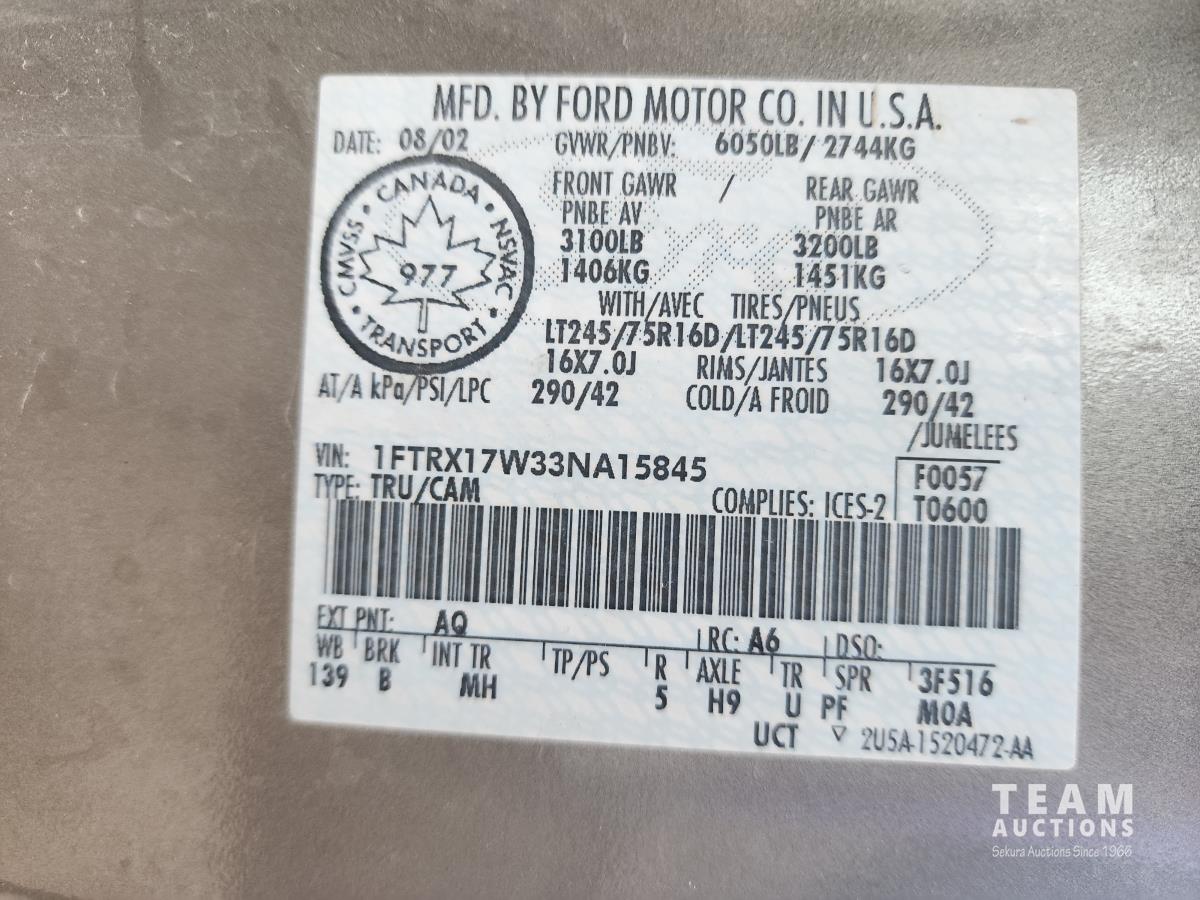 MFD. BY FORD MOTOR CO. IN U.S.A.
DATE: 08/02 GVWR/PNBV: 6050LB/ 2744KG
CMVSS • CANADA • NSVAC • TRANSPORT •
977
FRONT GAWR / REAR GAWR
PNBE AV PNBE AR
3100LB 3200LB
1406KG 1451KG
WITH/AVEC TIRES/PNEUS
LT245/75R16D/LT245/75R16D
16X7.0J RIMS/JANTES 16X7.0J
AT/A kPa/PSI/LPC 290/42 COLD/A FROID 290/42
/JUMELEES
VIN: 1FTRX17W33NA15845 F0057
TYPE: TRU/CAM COMPLIES: ICES-2 T0600
EXT PNT: AQ RC: A6 DSO:
WB BRK INT TR TP/PS R AXLE TR SPR 3F516
139 B MH 5 H9 U PF M0A
UCT ▽ 2U5A-1520472-AA
TEAM
AUCTIONS
Sekura Auctions Since 1966